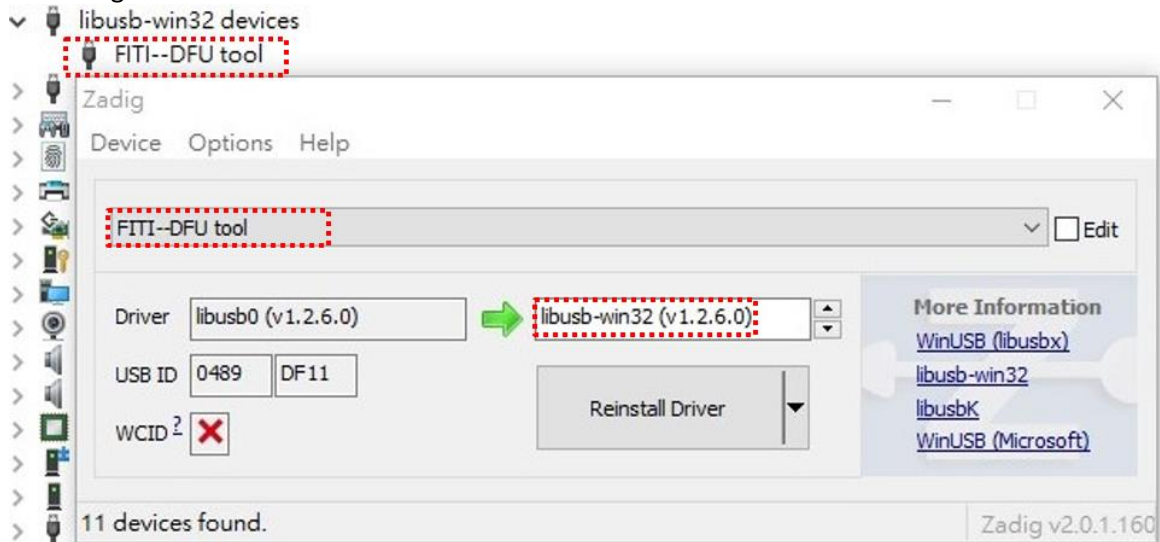 libusb-win32 devices
FITI--DFU tool
Zadig
Device Options Help
FITI--DFU tool
Edit
Driver libusb0 (v1.2.6.0) libusb-win32 (v1.2.6.0)
More Information
WinUSB (libusbx)
USB ID 0489 DF11
libusb-win32
Reinstall Driver
libusbK
WCID ?
WinUSB (Microsoft)
11 devices found.
Zadig v2.0.1.160